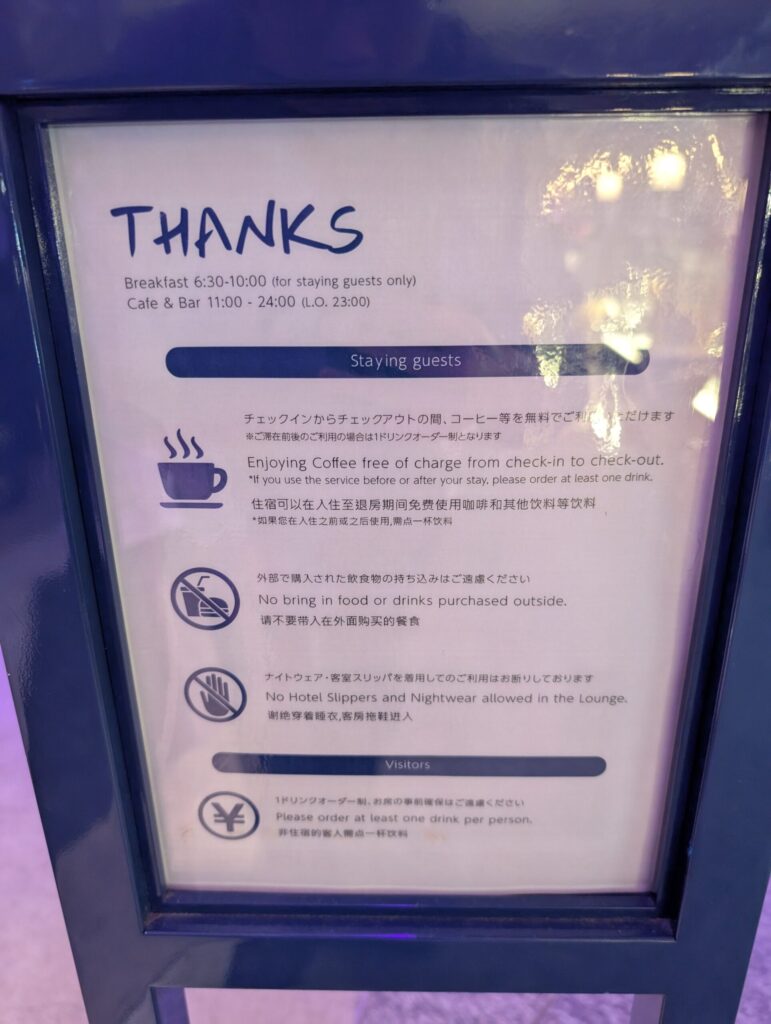 THANKS
Breakfast 6:30-10:00 (for staying guests only)
Cafe & Bar 11:00 - 24:00 (L.O. 23:00)
Staying guests
チェックインからチェックアウトの間、コーヒー等を無料でご利用いただけます
※ご滞在前後のご利用の場合は1ドリンクオーダー制となります
Enjoying Coffee free of charge from check-in to check-out.
*If you use the service before or after your stay, please order at least one drink.
住宿可以在入住至退房期间免费使用咖啡和其他饮料等饮料
*如果您在入住之前或之后使用,需点一杯饮料
外部で購入された飲食物の持ち込みはご遠慮ください
No bring in food or drinks purchased outside.
请不要带入在外面购买的餐食
ナイトウェア・客室スリッパを着用してのご利用はお断りしております
No Hotel Slippers and Nightwear allowed in the Lounge.
谢绝穿着睡衣,客房拖鞋进入
Visitors
¥
1ドリンクオーダー制、お席の事前確保はご遠慮ください
Please order at least one drink per person.
非住宿的客人需点一杯饮料